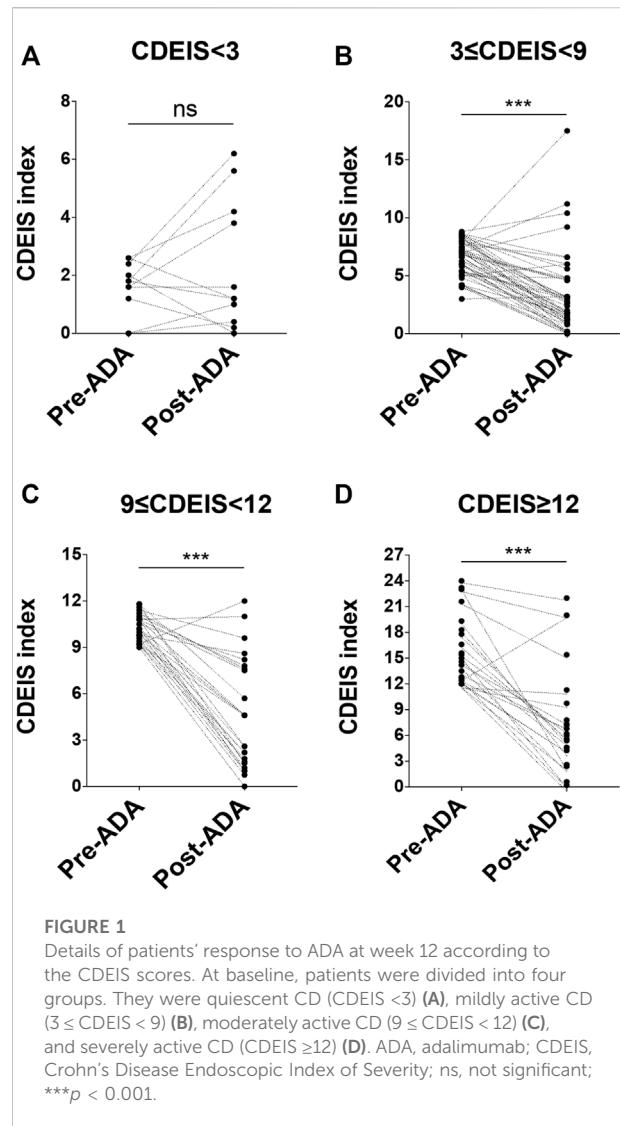 A
CDEIS<3
CDEIS index
8
6
4
2
0
ns
Pre-ADA
Post-ADA
B
3≤CDEIS<9
CDEIS index
20
15
10
5
0
***
Pre-ADA
Post-ADA
C
9≤CDEIS<12
CDEIS index
15
12
9
6
3
0
***
Pre-ADA
Post-ADA
D
CDEIS≥12
CDEIS index
27
24
21
18
15
12
9
6
3
0
***
Pre-ADA
Post-ADA
FIGURE 1
Details of patients’ response to ADA at week 12 according to
the CDEIS scores. At baseline, patients were divided into four
groups. They were quiescent CD (CDEIS <3) (A), mildly active CD
(3 ≤ CDEIS < 9) (B), moderately active CD (9 ≤ CDEIS < 12) (C),
and severely active CD (CDEIS ≥12) (D). ADA, adalimumab; CDEIS,
Crohn’s Disease Endoscopic Index of Severity; ns, not significant;
***p < 0.001.